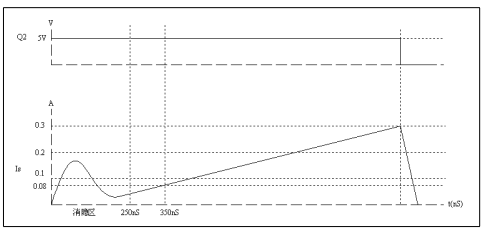 V
Q2 5V
A
0.3
0.2
0.1
Is
0.08
t(nS)
消隐区 250nS 350nS